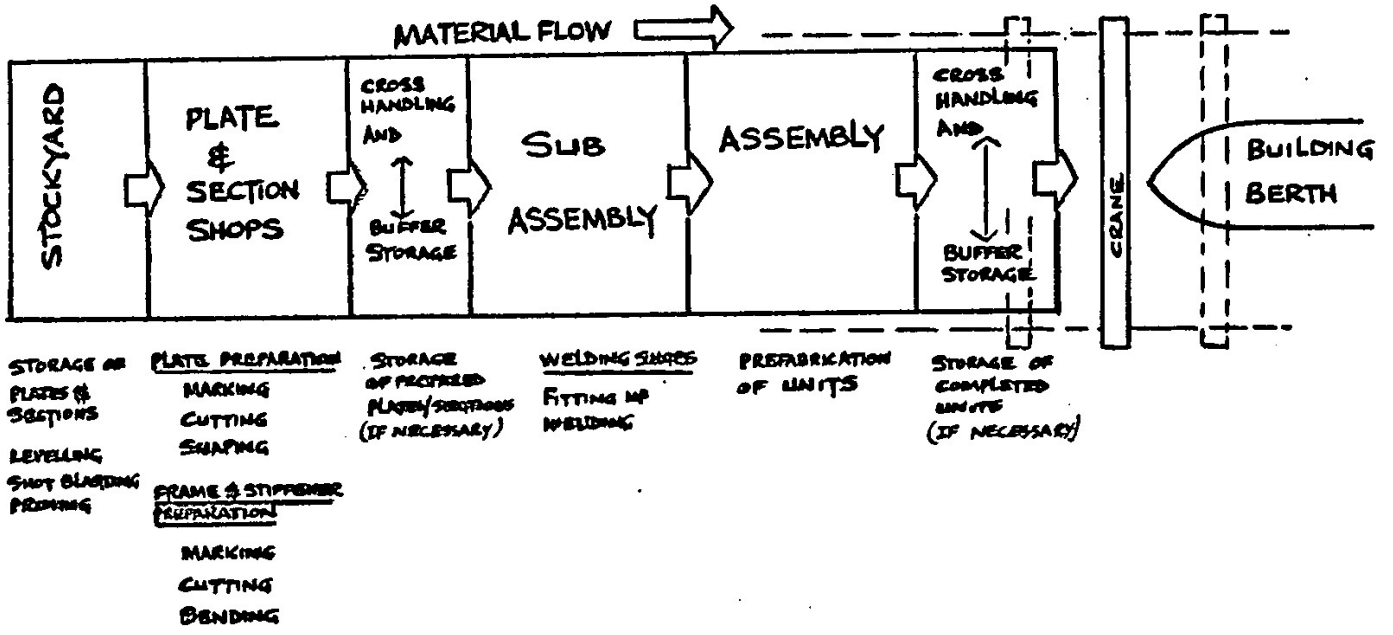 MATERIAL FLOW
STOCKYARD
PLATE
&
SECTION
SHOPS
CROSS
HANDLING
AND
BUFFER
STORAGE
SUB
ASSEMBLY
ASSEMBLY
CROSS
HANDLING
AND
BUFFER
STORAGE
CRANE
BUILDING
BERTH
STORAGE OF
PLATES &
SECTIONS
LEVELLING
SHOT BLASTING
PRIMING
PLATE PREPARATION
MARKING
CUTTING
SHAPING
FRAME & STIFFENER
PREPARATION
MARKING
CUTTING
BENDING
STORAGE
OF PREPARED
PLATES/SECTIONS
(IF NECESSARY)
WELDING SHOPS
FITTING UP
WELDING
PREFABRICATION
OF UNITS
STORAGE OF
COMPLETED
UNITS
(IF NECESSARY)